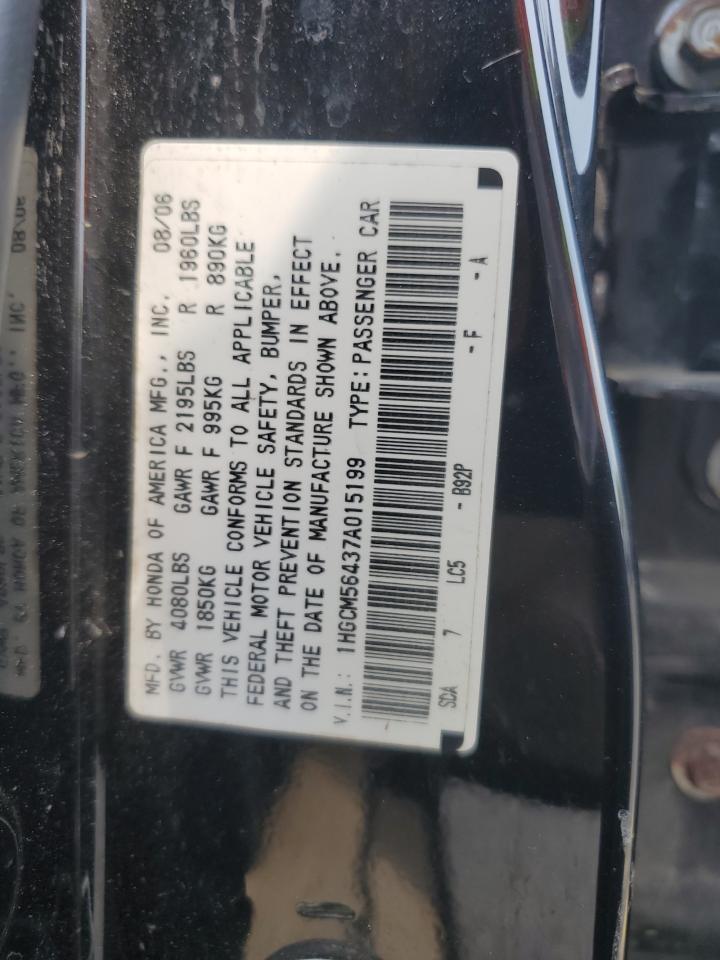 MFD. BY HONDA OF AMERICA MFG., INC. 08/06
GVWR 4080LBS GAWR F 2195LBS R 1960LBS
GVWR 1850KG GAWR F 995KG R 890KG
THIS VEHICLE CONFORMS TO ALL APPLICABLE
FEDERAL MOTOR VEHICLE SAFETY, BUMPER,
AND THEFT PREVENTION STANDARDS IN EFFECT
ON THE DATE OF MANUFACTURE SHOWN ABOVE.
V.I.N.: 1HGCM56437A015199 TYPE: PASSENGER CAR
SDA 7 LC5 - B92P - F - A